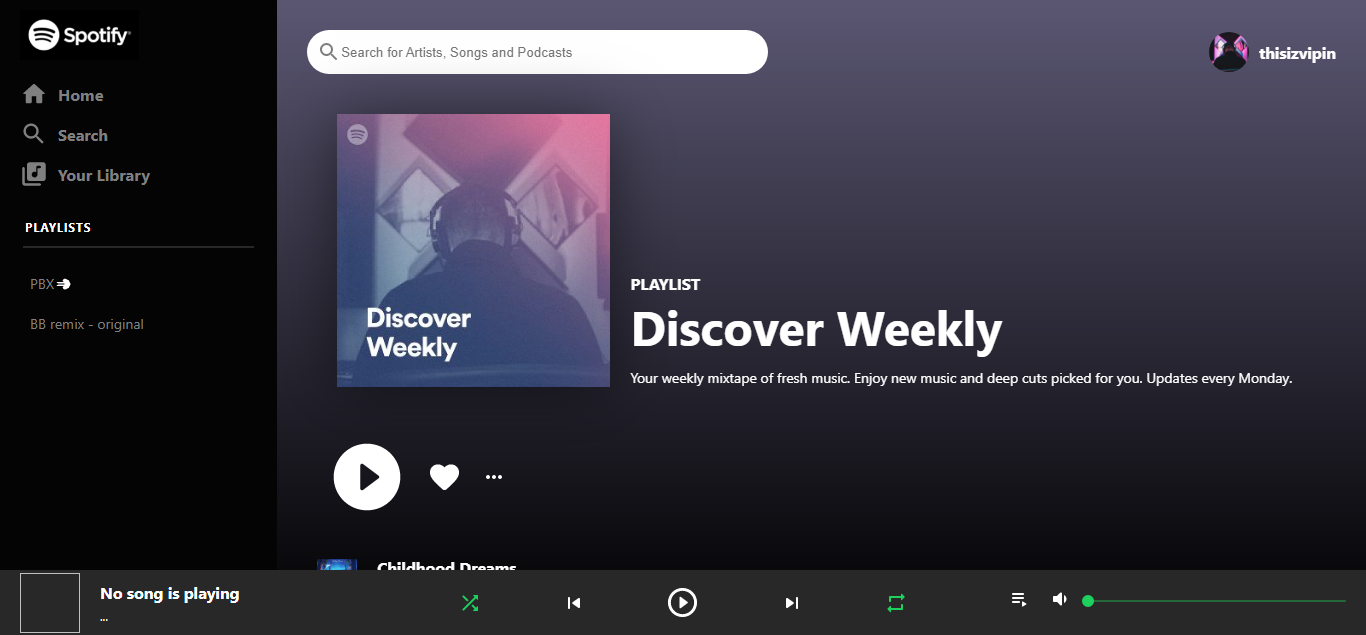 Spotify
Home
Search
Your Library
PLAYLISTS
PBX
BB remix - original
Search for Artists, Songs and Podcasts
thisizvipin
Discover
Weekly
PLAYLIST
Discover Weekly
Your weekly mixtape of fresh music. Enjoy new music and deep cuts picked for you. Updates every Monday.
Childhood Dreams
No song is playing
...